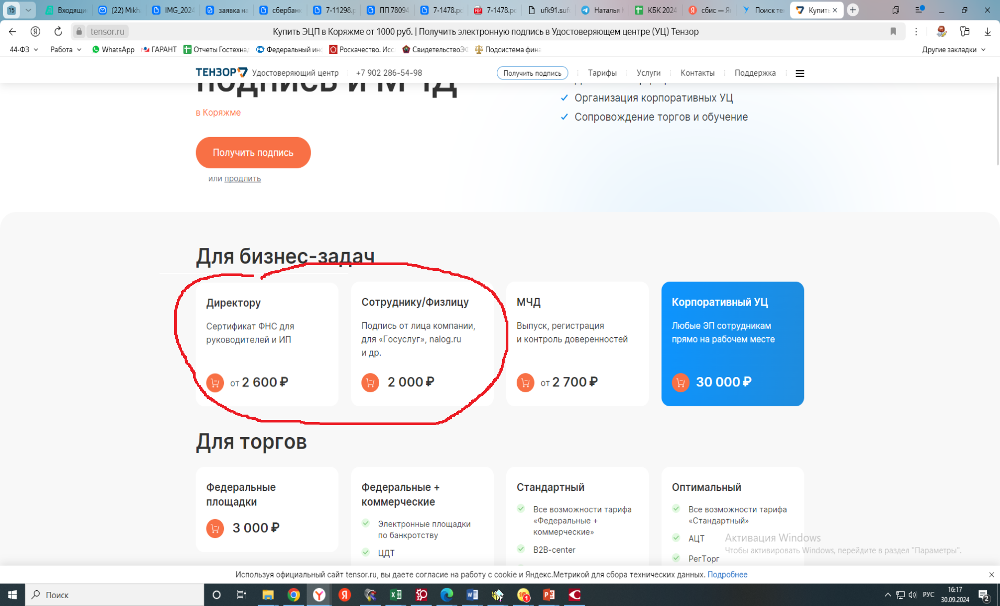 15
Входящи
(22) Mikh
IMG_2024
заявка на
сбербанк
7-11298.p
ПП 78094
7-1478.pc
PDF 7-1478.pc
ufk91.sufd
Наталья
КБК 2024
сбис — Я
Поиск те
Купить
tensor.ru
Купить ЭЦП в Коряжме от 1000 руб. | Получить электронную подпись в Удостоверяющем центре (УЦ) Тензор
44-ФЗ
Работа
WhatsApp
ГАРАНТ
Отчеты Гостехнад
Федеральный инф
Роскачество. Исс
СвидетельствоЭ
Подсистема фина
Другие закладки
ТЕНЗОР Удостоверяющий центр
+7 902 286-54-98
Получить подпись
Тарифы
Услуги
Контакты
Поддержка
подпись и МЧД
в Коряжме
Организация корпоративных УЦ
Сопровождение торгов и обучение
Получить подпись
или продлить
Для бизнес-задач
Директору
Сертификат ФНС для
руководителей и ИП
от 2 600 ₽
Сотруднику/Физлицу
Подпись от лица компании,
для «Госуслуг», nalog.ru
и др.
2 000 ₽
МЧД
Выпуск, регистрация
и контроль доверенностей
от 2 700 ₽
Корпоративный УЦ
Любые ЭП сотрудникам
прямо на рабочем месте
30 000 ₽
Для торгов
Федеральные
площадки
3 000 ₽
Федеральные +
коммерческие
Электронные площадки
по банкротству
ЦДТ
Стандартный
Все возможности тарифа
«Федеральные +
коммерческие»
B2B-center
Оптимальный
Все возможности тарифа
«Стандартный»
АЦТ
РегТорг
Активация Windows
Чтобы активировать Windows, перейдите в раздел "Параметры".
Используя официальный сайт tensor.ru, вы даете согласие на работу с cookie и Яндекс.Метрикой для сбора технических данных. Подробнее
Поиск
РУС
16:17
30.09.2024
2